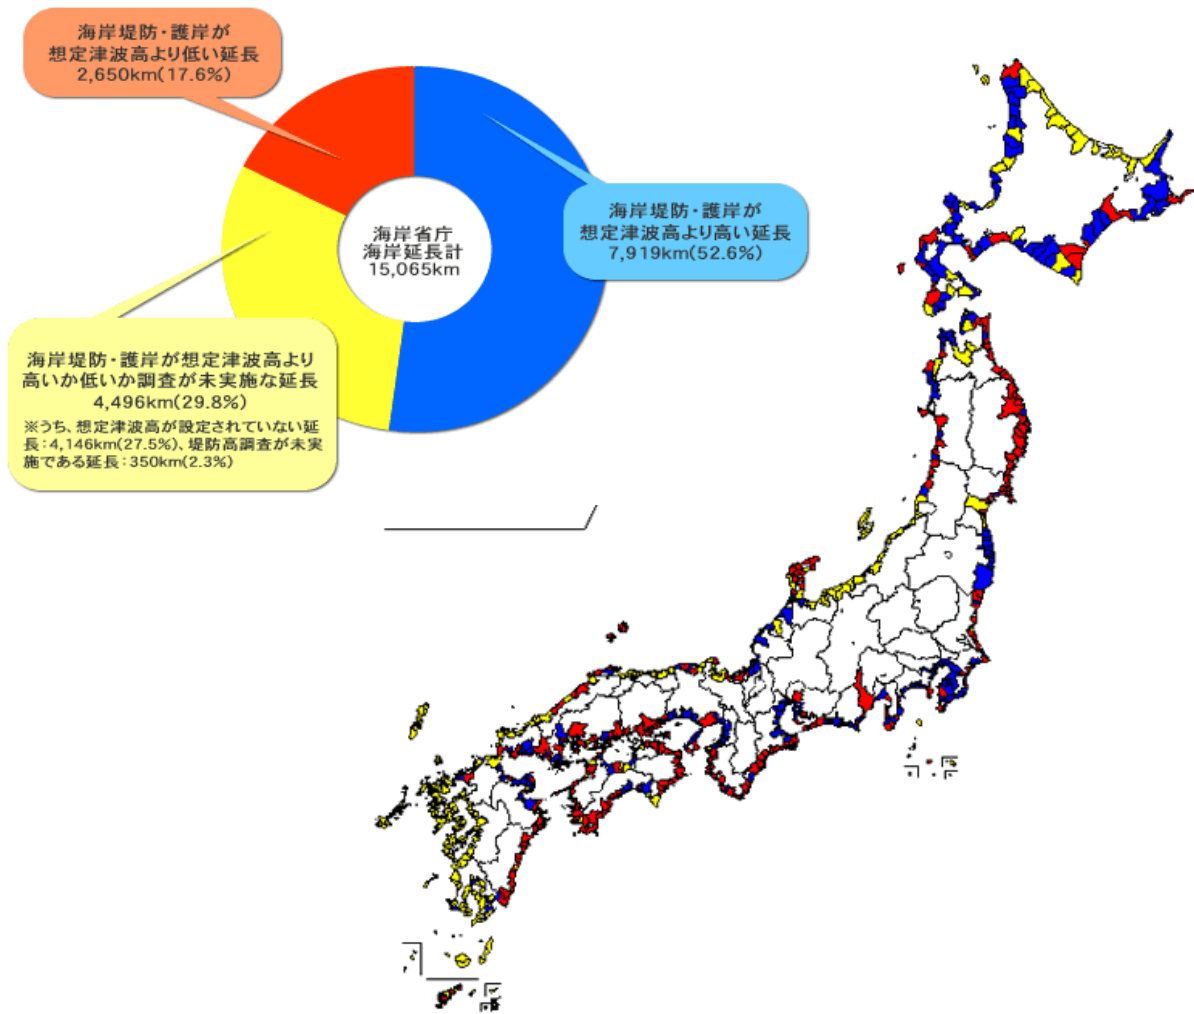 海岸堤防・護岸が
想定津波高より低い延長
2,650km(17.6%)
海岸堤防・護岸が
想定津波高より高い延長
7,919km(52.6%)
海岸省庁
海岸延長計
15,065km
海岸堤防・護岸が想定津波高より
高いか低いか調査が未実施な延長
4,496km(29.8%)
※うち、想定津波高が設定されていない延
長：4,146km(27.5%)、堤防高調査が未実
施である延長：350km(2.3%)